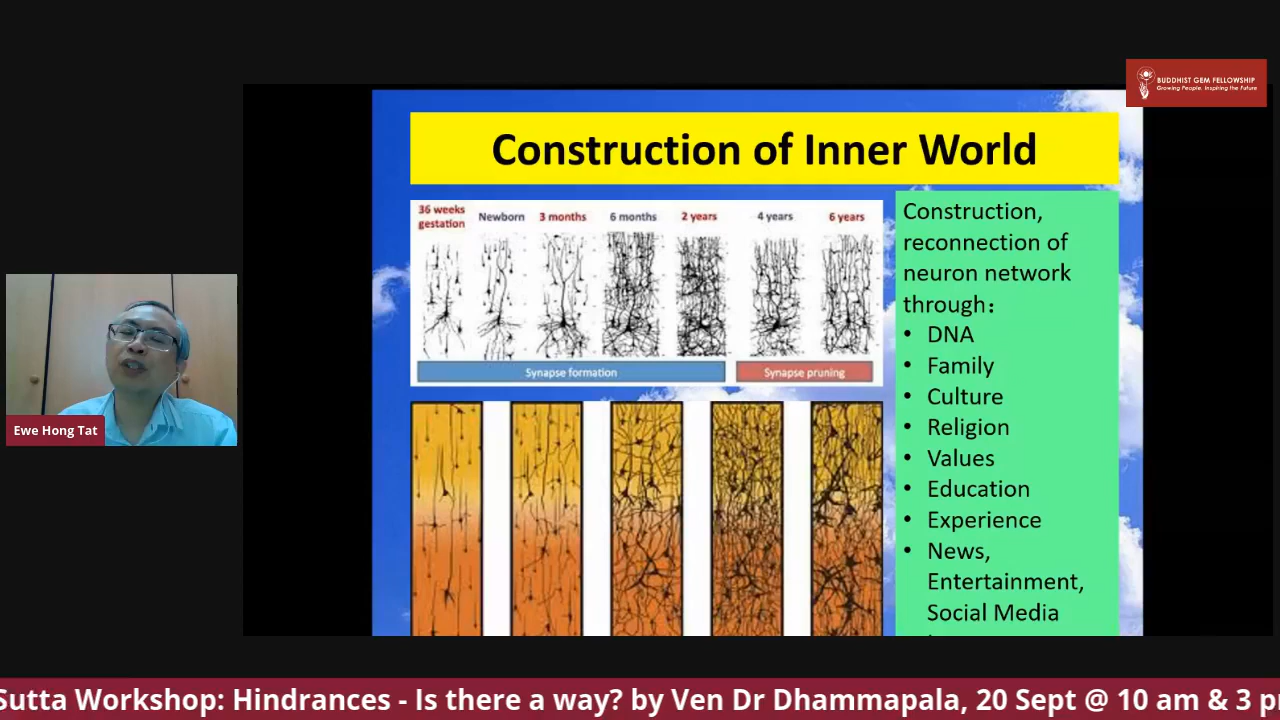 BUDDHIST GEM FELLOWSHIP
Growing People. Inspiring the Future
Construction of Inner World
36 weeks
gestation
Newborn
3 months
6 months
2 years
4 years
6 years
Synapse formation
Synapse pruning
Construction,
reconnection of
neuron network
through:
• DNA
• Family
• Culture
• Religion
• Values
• Education
• Experience
• News,
Entertainment,
Social Media
Ewe Hong Tat
Sutta Workshop: Hindrances - Is there a way? by Ven Dr Dhammapala, 20 Sept @ 10 am & 3 p